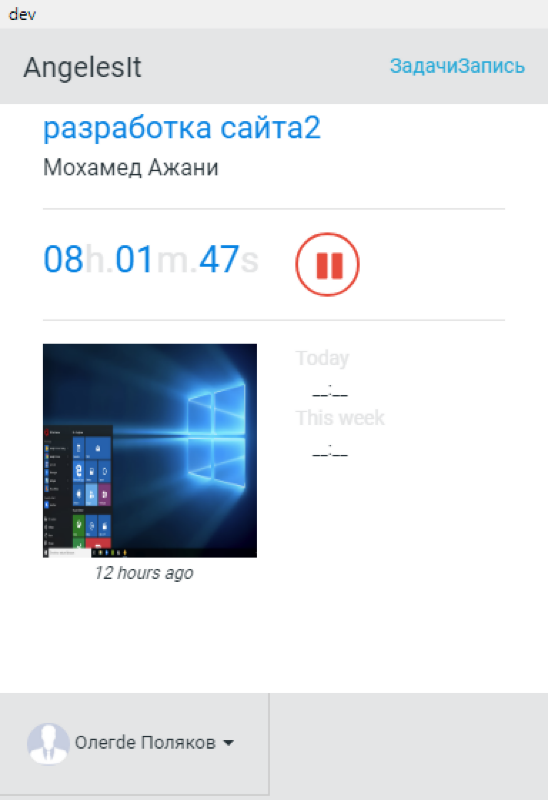 dev
AngelesIt
ЗадачиЗапись
разработка сайта2
Мохамед Ажани
08h.01m.47s
Today
__:__
This week
__:__
12 hours ago
Олегde Поляков